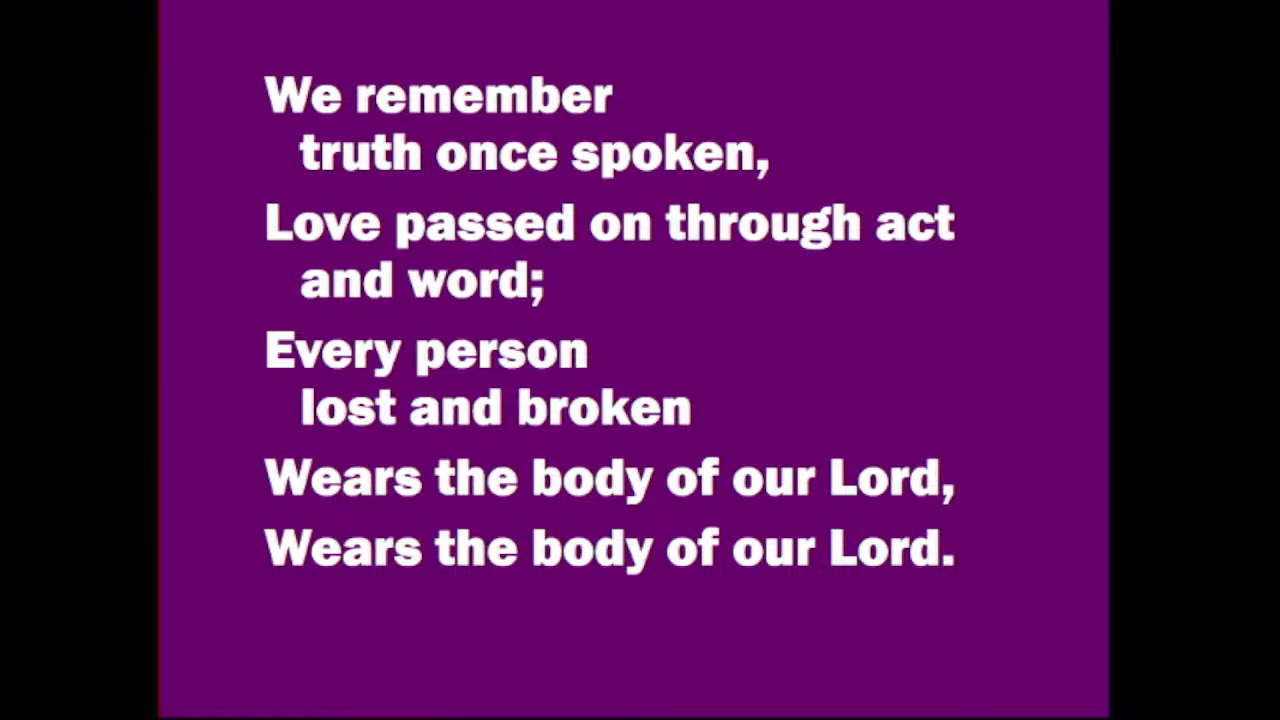 We remember
truth once spoken,
Love passed on through act
and word;
Every person
lost and broken
Wears the body of our Lord,
Wears the body of our Lord.